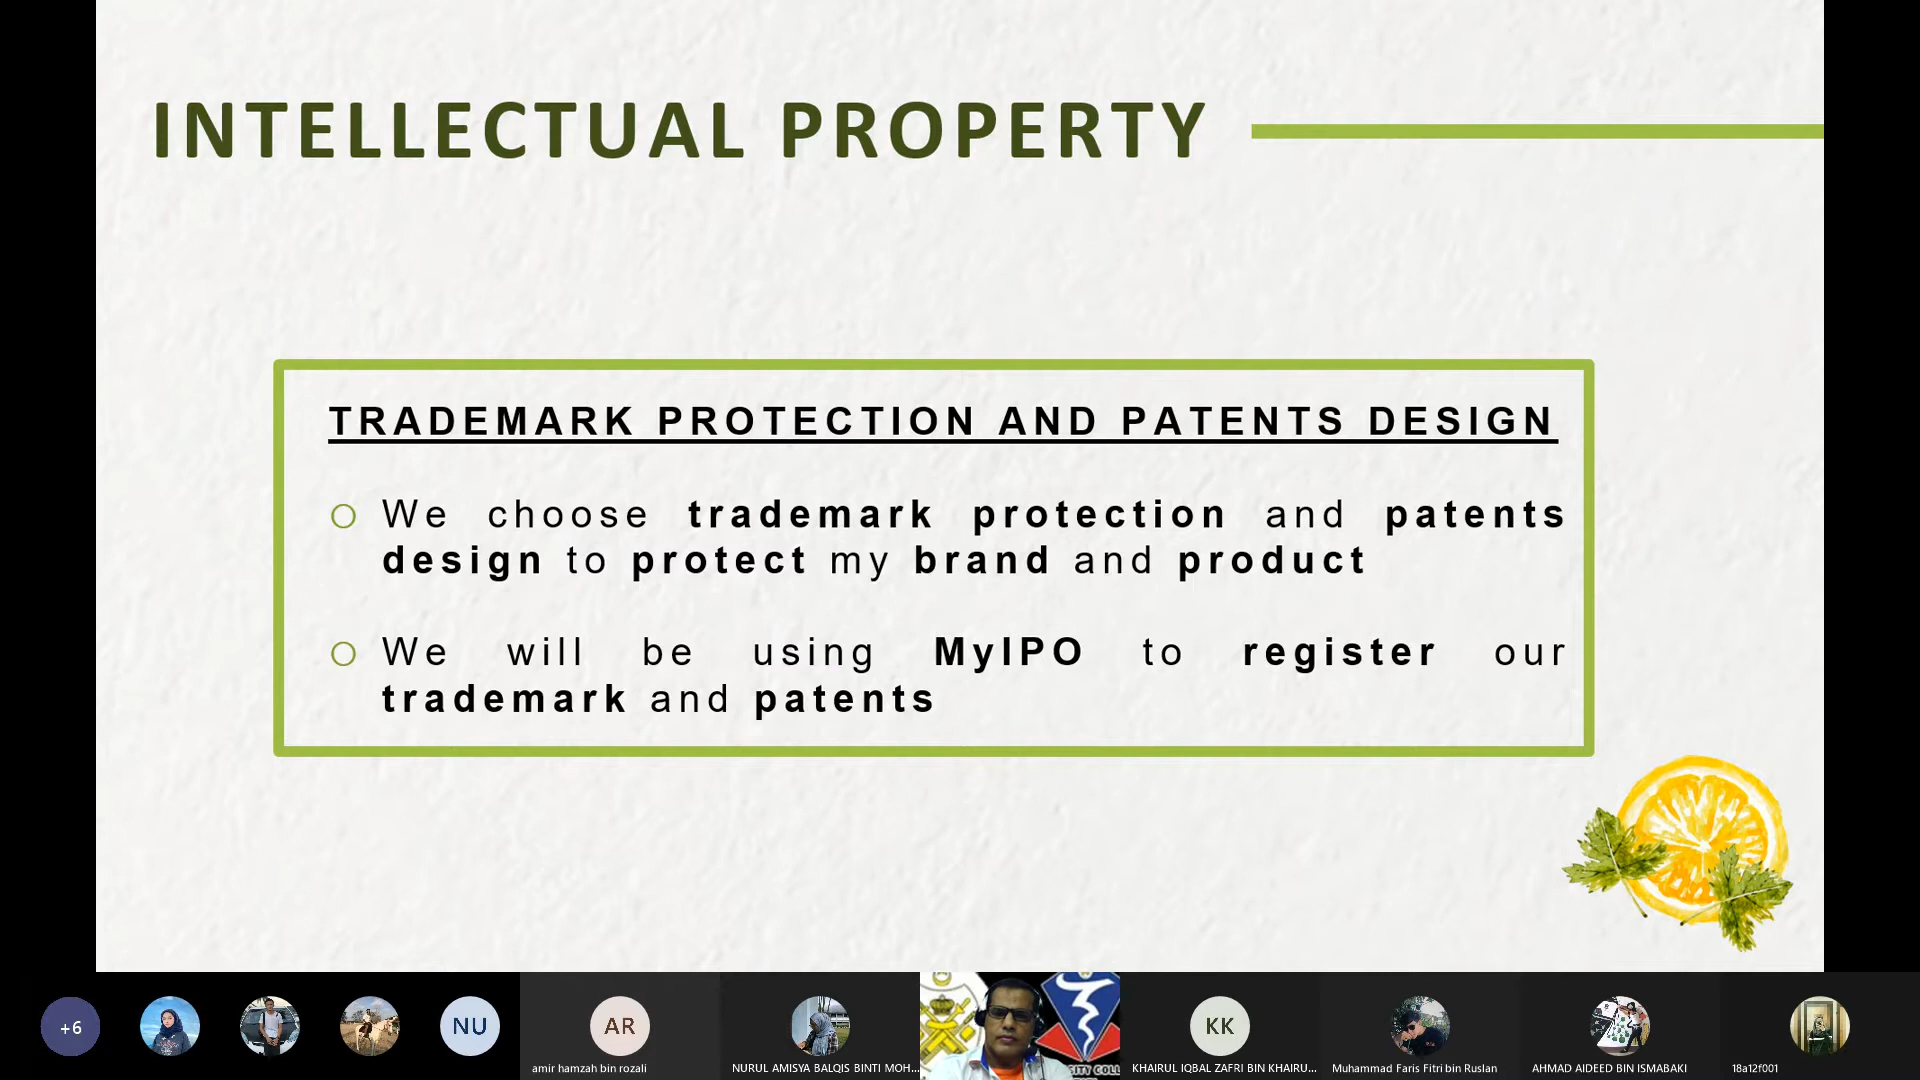 INTELLECTUAL PROPERTY
TRADEMARK PROTECTION AND PATENTS DESIGN
We choose trademark protection and patents
design to protect my brand and product
We will be using MyIPO to register our
trademark and patents
+6
NU
AR
KK
SITY COLL
amir hamzah bin rozali
NURUL AMISYA BALQIS BINTI MOH...
KHAIRUL IQBAL ZAFRI BIN KHAIRU...
Muhammad Faris Fitri bin Ruslan
AHMAD AIDEED BIN ISMABAKI
18a12f001